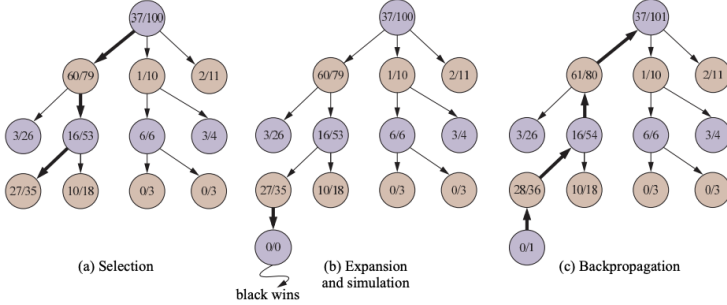 37/100
60/79 1/10 2/11
3/26 16/53 6/6 3/4
27/35 10/18 0/3 0/3
(a) Selection
37/100
60/79 1/10 2/11
3/26 16/53 6/6 3/4
27/35 10/18 0/3 0/3
0/0
black wins
(b) Expansion
and simulation
37/101
61/80 1/10 2/11
3/26 16/54 6/6 3/4
28/36 10/18 0/3 0/3
0/1
(c) Backpropagation